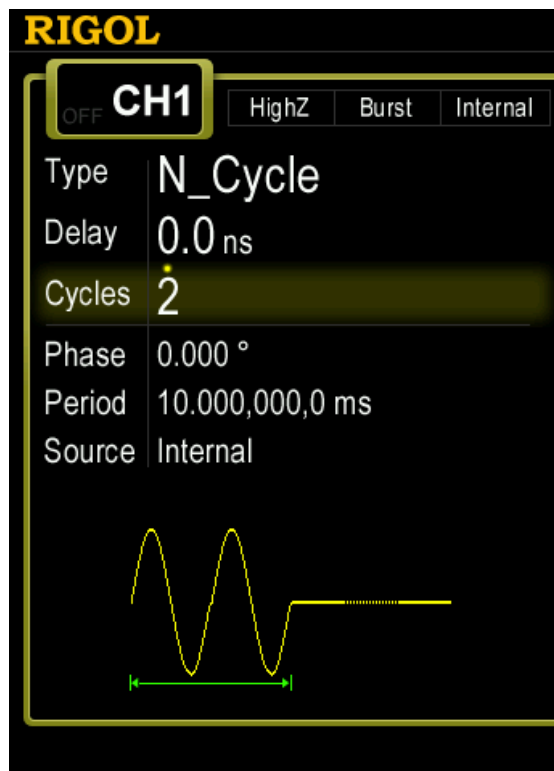 RIGOL
OFF CH1 HighZ Burst Internal
Type N_Cycle
Delay 0.0 ns
Cycles 2
Phase 0.000 °
Period 10.000,000,0 ms
Source Internal